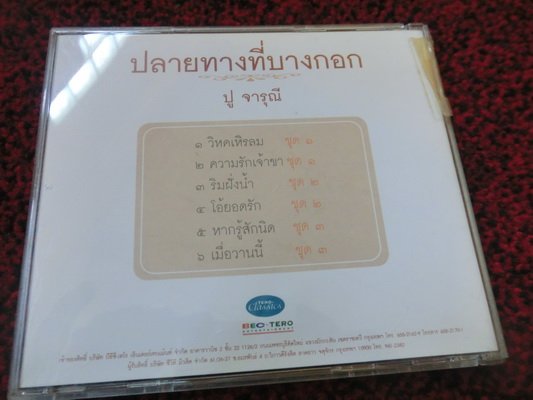 ปลายทางที่บางกอก
ปู จารุณี
๑ วิหคเหิรลม ชุด ๑
๒ ความรักเจ้าขา ชุด ๑
๓ ริมฝั่งน้ำ ชุด ๒
๔ โอ้ยอดรัก ชุด ๒
๕ หากรู้สักนิด ชุด ๓
๖ เมื่อวานนี้ ชุด ๓
TERO
CLASSICS
BEC-TERO
ENTERTAINMENT